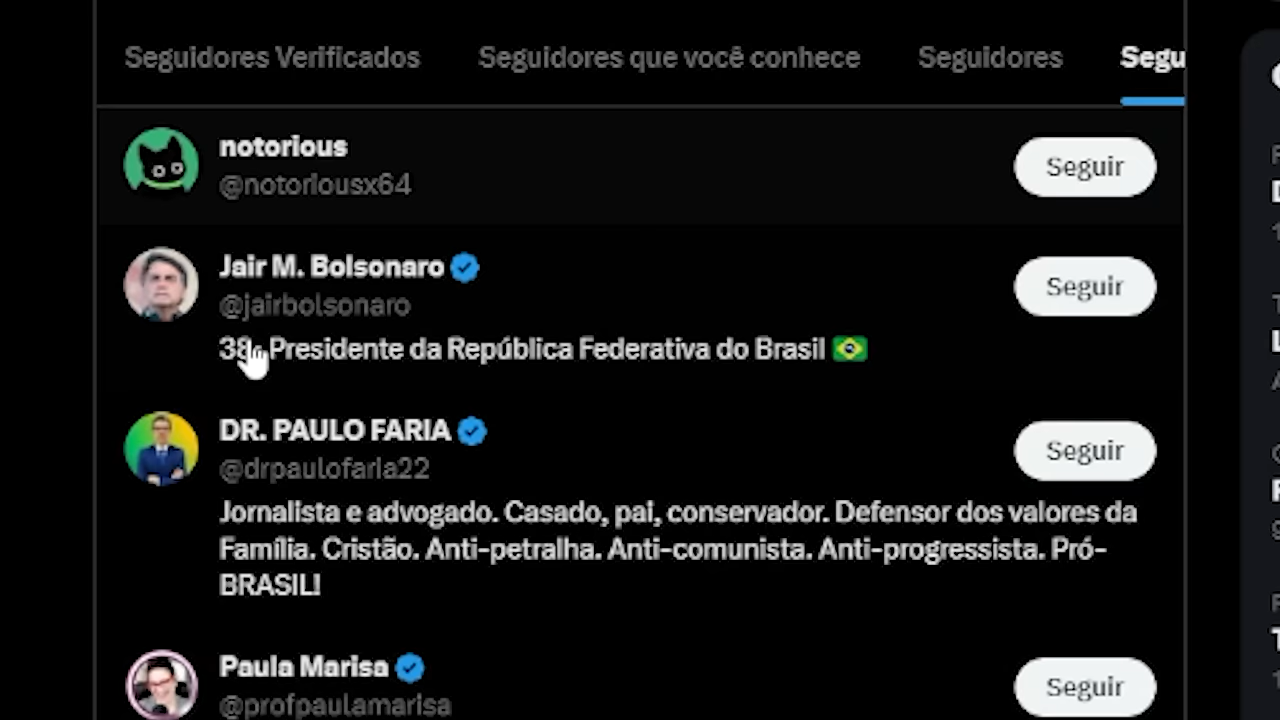 Seguidores Verificados Seguidores que você conhece Seguidores Segu
notorious
@notoriousx64
Seguir
Jair M. Bolsonaro
@jairbolsonaro
Seguir
38. Presidente da República Federativa do Brasil
DR. PAULO FARIA
@drpaulofaria22
Seguir
Jornalista e advogado. Casado, pai, conservador. Defensor dos valores da
Família. Cristão. Anti-petralha. Anti-comunista. Anti-progressista. Pró-
BRASIL!
Paula Marisa
@profpaulamarisa
Seguir